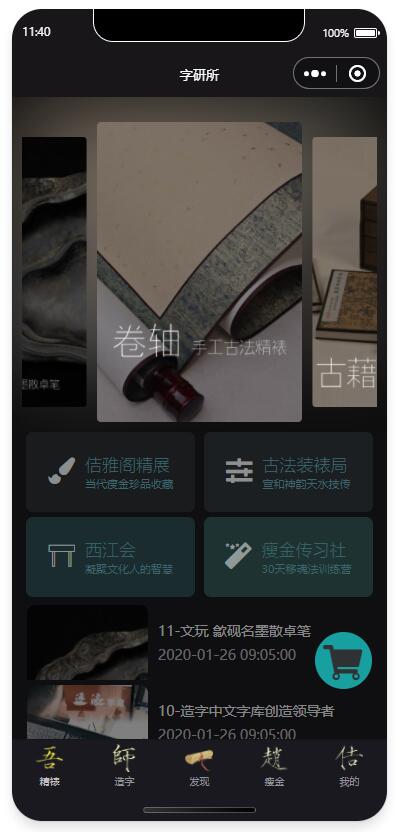 11:40
100%
字研所
卷轴 手工古法精裱
墨散卓笔
古藉
佶雅阁精展
当代瘦金珍品收藏
古法装裱局
宣和神韵天水技传
西江会
凝聚文化人的智慧
瘦金传习社
30天移魂法训练营
11-文玩 歙砚名墨散卓笔
2020-01-26 09:05:00
10-造字中文字库创造领导者
2020-01-26 09:05:00
吾 師 趙 佶
精裱 造字 发现 瘦金 我的